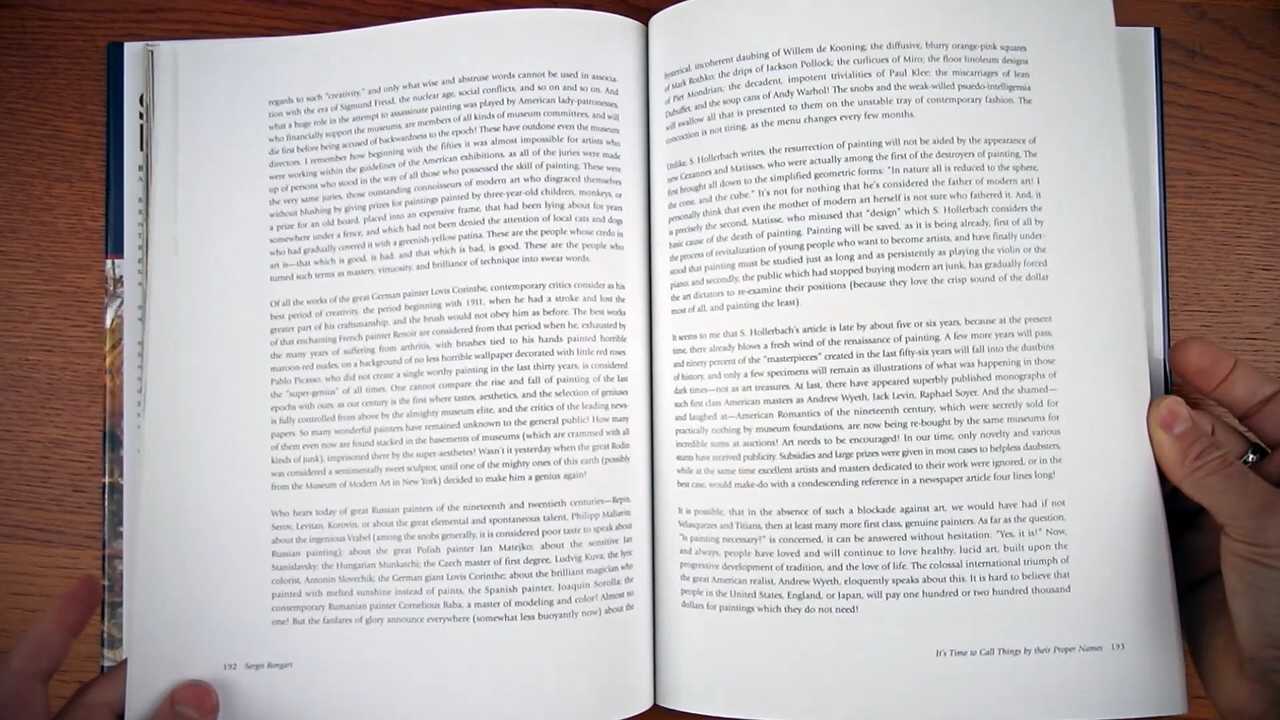 regards to such "creativity," and only what wise and abstruse words cannot be used in associa-
tion with the era of Sigmund Freud, the nuclear age, social conflicts, and so on and so on. And
what a huge role in the attempt to assassinate painting was played by American lady-patronesses,
who financially support the museums, are members of all kinds of museum committees, and will
die first before being accused of backwardness to the epoch! These have outdone even the museum
directors. I remember how beginning with the fifties it was almost impossible for artists who
were working within the guidelines of the American exhibitions, as all of the juries were made
up of persons who stood in the way of all those who possessed the skill of painting. These were
the very same juries, those outstanding connoisseurs of modern art who disgraced themselves
without blushing by giving prizes for paintings painted by three-year-old children, monkeys, or
a prize for an old board, placed into an expensive frame, that had been lying about for years
somewhere under a fence, and which had not been denied the attention of local cats and dogs
who had gradually covered it with a greenish-yellow patina. These are the people whose credo in
art is—that which is good, is bad, and that which is bad, is good. These are the people who
turned such terms as mastery, virtuosity, and brilliance of technique into swear words.
Of all the works of the great German painter Lovis Corinthe, contemporary critics consider as his
best period of creativity, the period beginning with 1911, when he had a stroke and lost the
greater part of his craftsmanship, and the brush would not obey him as before. The best works
of that enchanting French painter Renoir are considered from that period when he, exhausted by
the many years of suffering from arthritis, with brushes tied to his hands painted horrible
maroon-red nudes, on a background of no less horrible wallpaper decorated with little red roses.
Pablo Picasso, who did not create a single worthy painting in the last thirty years, is considered
the "super-genius" of all times. One cannot compare the rise and fall of painting of the last
epochs with ours, as our century is the first where tastes, aesthetics, and the selection of geniuses
is fully controlled from above by the almighty museum elite, and the critics of the leading news-
papers. So many wonderful painters have remained unknown to the general public! How many
of them even now are found stacked in the basements of museums (which are crammed with all
kinds of junk), imprisoned there by the super-aesthetes! Wasn't it yesterday when the great Rodin
was considered a sentimentally sweet sculptor, until one of the mighty ones of this earth (possibly
from the Museum of Modern Art in New York) decided to make him a genius again?
Who hears today of great Russian painters of the nineteenth and twentieth centuries—Repin,
Serov, Levitan, Korovin, or about the great elemental and spontaneous talent, Philipp Maliavin;
about the ingenious Vrubel (among the snobs generally, it is considered poor taste to speak about
Russian painting); about the great Polish painter Jan Matejko; about the sensitive Jan
Stanislavsky; the Hungarian Munkatchi; the Czech master of first degree, Ludvig Kuva; the lyric
colorist, Antonin Slovechik; the German giant Lovis Corinthe; about the brilliant magician who
painted with melted sunshine instead of paints, the Spanish painter, Joaquin Sorolla; the
contemporary Rumanian painter Cornelious Baba, a master of modeling and color? Almost no
one! But the fanfares of glory announce everywhere (somewhat less buoyantly now) about the
192 Sergei Bongart
hysterical, incoherent daubing of Willem de Kooning; the diffusive, blurry orange-pink squares
of Mark Rothko; the drips of Jackson Pollock; the curlicues of Miro; the floor linoleum designs
of Piet Mondrian; the decadent, impotent trivialities of Paul Klee; the miscarriages of Jean
Dubuffet, and the soup cans of Andy Warhol! The snobs and the weak-willed psuedo-intelligensia
will swallow all that is presented to them on the unstable tray of contemporary fashion. The
concoction is not tiring, as the menu changes every few months.
Unlike, S. Hollerbach writes, the resurrection of painting will not be aided by the appearance of
new Cezannes and Matisses, who were actually among the first of the destroyers of painting. The
first brought all down to the simplified geometric forms: "In nature all is reduced to the sphere,
the cone, and the cube." It's not for nothing that he's considered the father of modern art! I
personally think that even the mother of modern art herself is not sure who fathered it. And, it
is precisely the second, Matisse, who misused that "design" which S. Hollerbach considers the
basic cause of the death of painting. Painting will be saved, as it is being already, first of all by
the process of revitalization of young people who want to become artists, and have finally under-
stood that painting must be studied just as long and as persistently as playing the violin or the
piano; and secondly, the public which had stopped buying modern art junk, has gradually forced
the art dictators to re-examine their positions (because they love the crisp sound of the dollar
most of all, and painting the least).
It seems to me that S. Hollerbach's article is late by about five or six years, because at the present
time, there already blows a fresh wind of the renaissance of painting. A few more years will pass,
and ninety percent of the "masterpieces" created in the last fifty-six years will fall into the dustbins
of history, and only a few specimens will remain as illustrations of what was happening in those
dark times—not as art treasures. At last, there have appeared superbly published monographs of
such first class American masters as Andrew Wyeth, Jack Levin, Raphael Soyer. And the shamed—
and laughed at—American Romantics of the nineteenth century, which were secretly sold for
practically nothing by museum foundations, are now being re-bought by the same museums for
incredible sums at auctions! Art needs to be encouraged! In our time, only novelty and various
stunts have received publicity. Subsidies and large prizes were given in most cases to helpless daubsters,
while at the same time excellent artists and masters dedicated to their work were ignored, or in the
best case, would make-do with a condescending reference in a newspaper article four lines long!
It is possible, that in the absence of such a blockade against art, we would have had if not
Velasquezes and Titians, then at least many more first class, genuine painters. As far as the question,
"Is painting necessary?" is concerned, it can be answered without hesitation: "Yes, it is!" Now,
and always, people have loved and will continue to love healthy, lucid art, built upon the
progressive development of tradition, and the love of life. The colossal international triumph of
the great American realist, Andrew Wyeth, eloquently speaks about this. It is hard to believe that
people in the United States, England, or Japan, will pay one hundred or two hundred thousand
dollars for paintings which they do not need!
It's Time to Call Things by their Proper Names 193